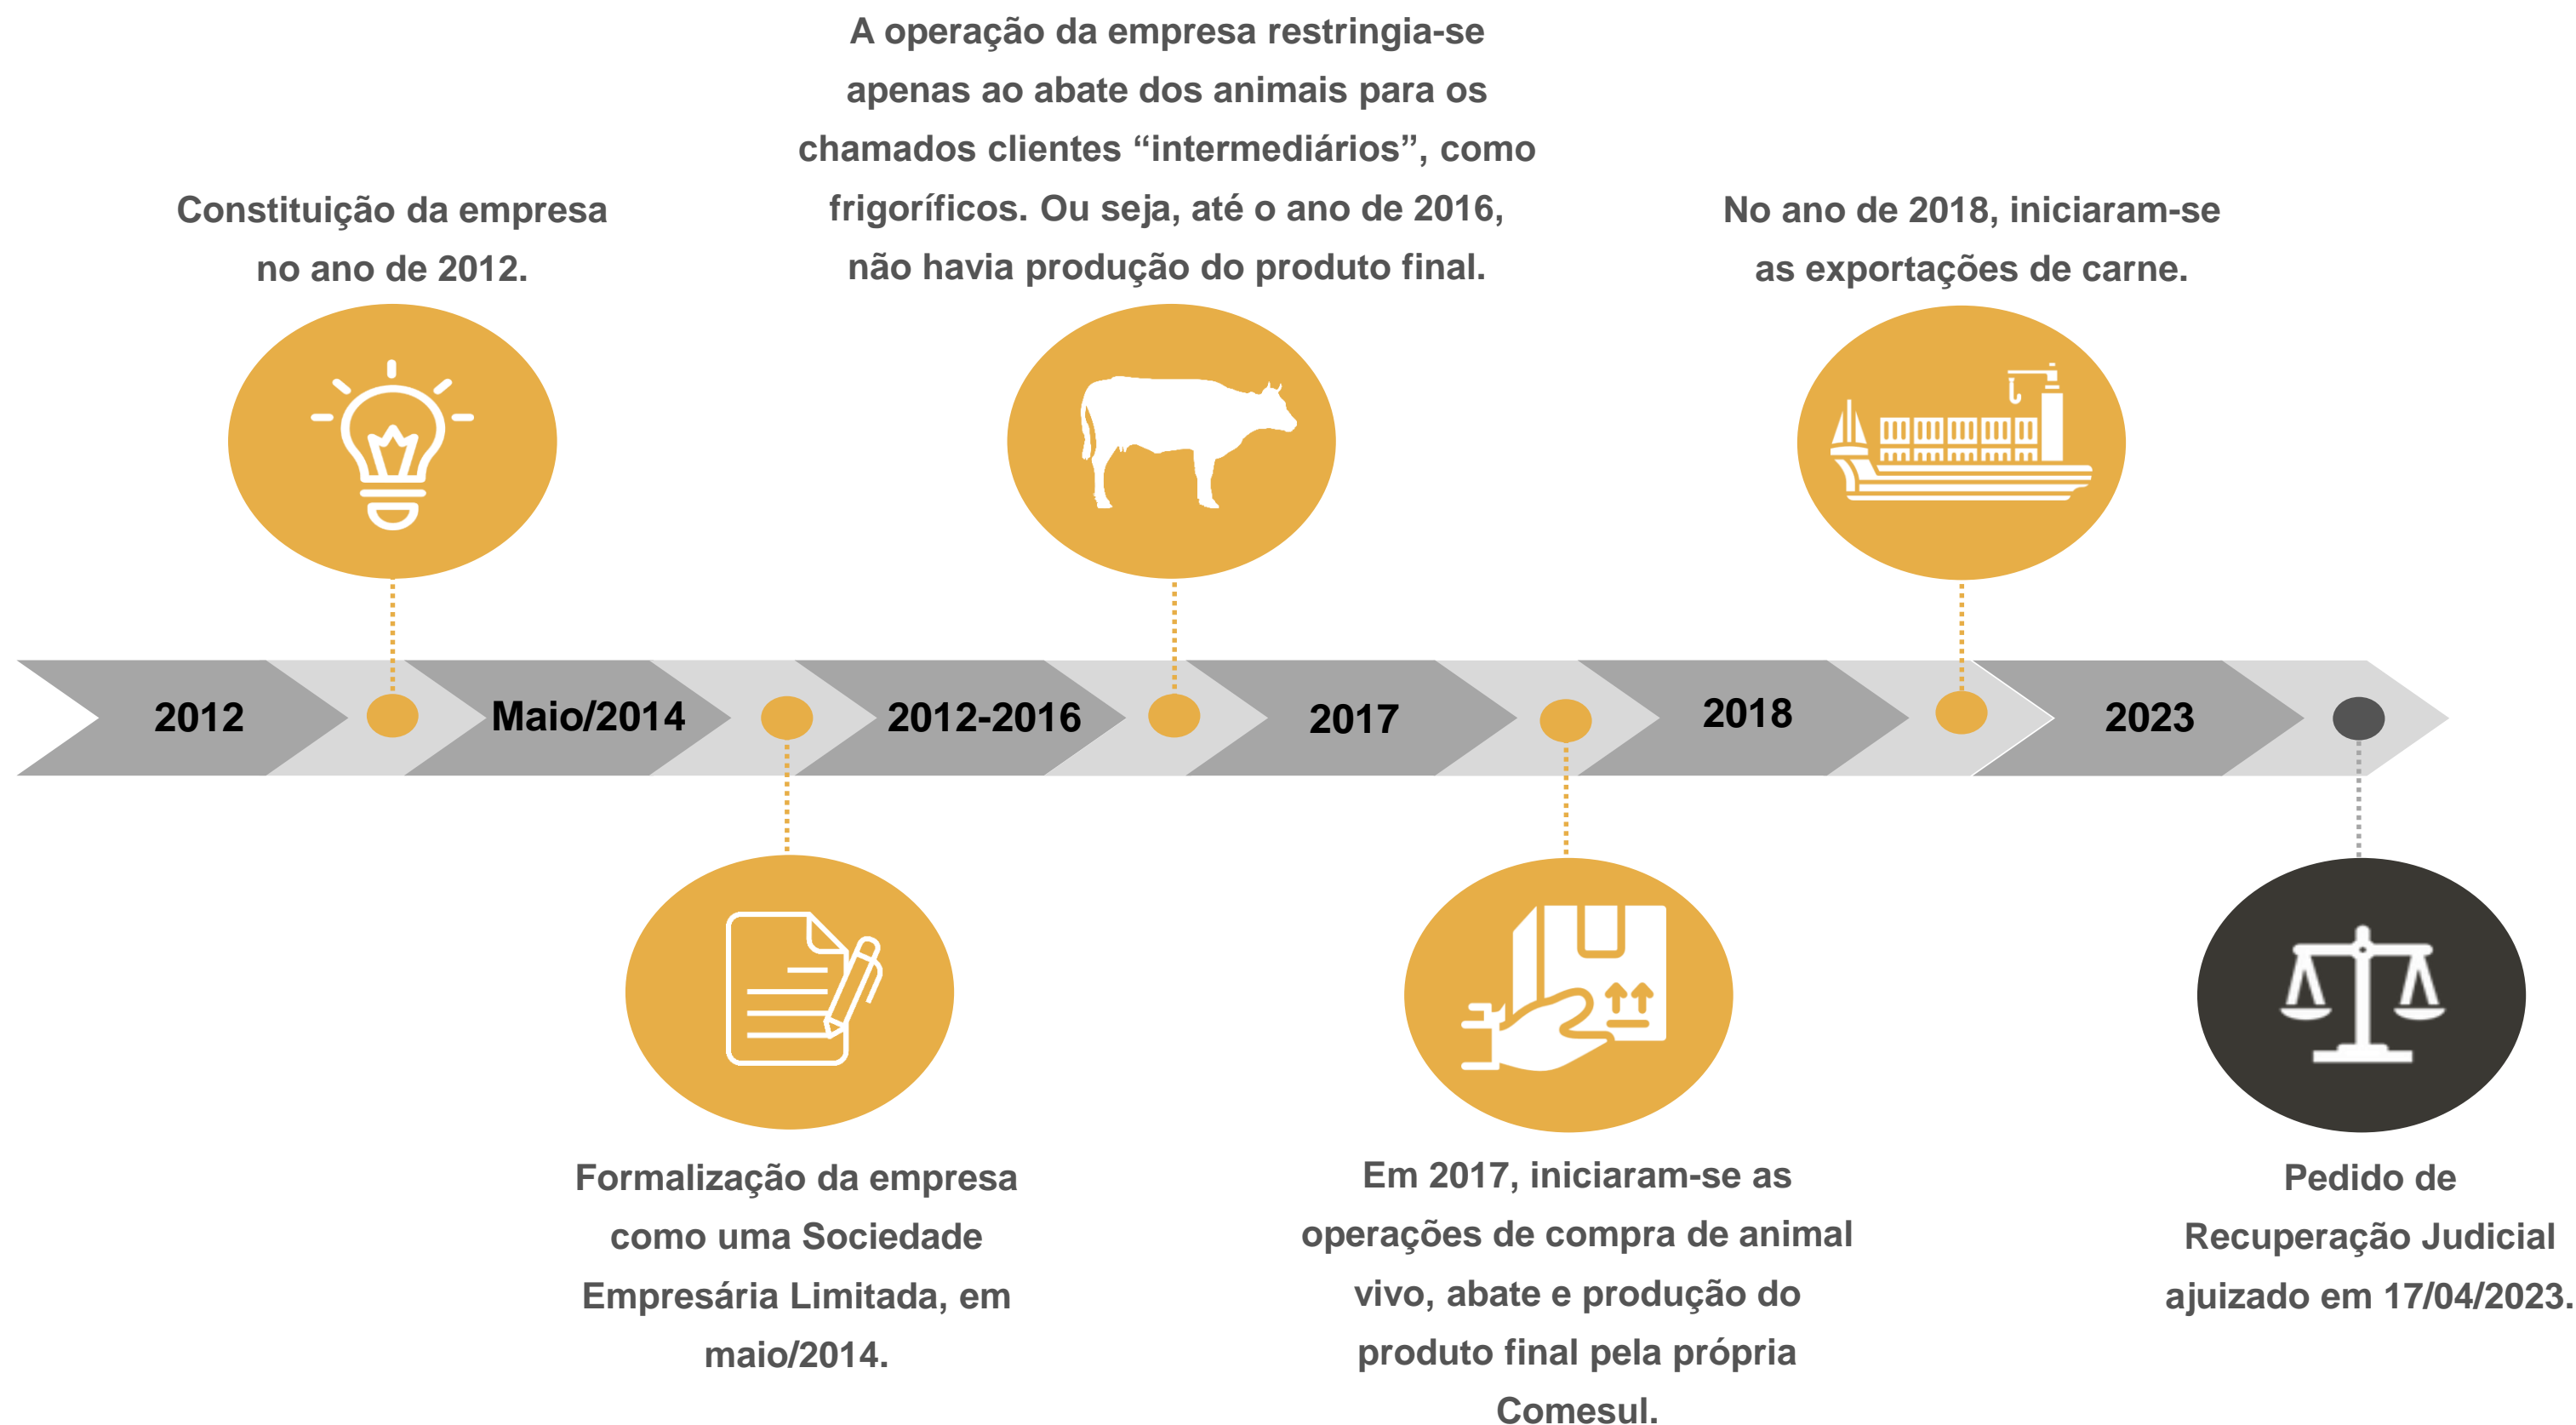 A operação da empresa restringia-se
apenas ao abate dos animais para os
chamados clientes “intermediários”, como
frigoríficos. Ou seja, até o ano de 2016,
não havia produção do produto final.
Constituição da empresa
no ano de 2012.
No ano de 2018, iniciaram-se
as exportações de carne.
2012
Maio/2014
2012-2016
2017
2018
2023
Formalização da empresa
como uma Sociedade
Empresária Limitada, em
maio/2014.
Em 2017, iniciaram-se as
operações de compra de animal
vivo, abate e produção do
produto final pela própria
Comesul.
Pedido de
Recuperação Judicial
ajuizado em 17/04/2023.